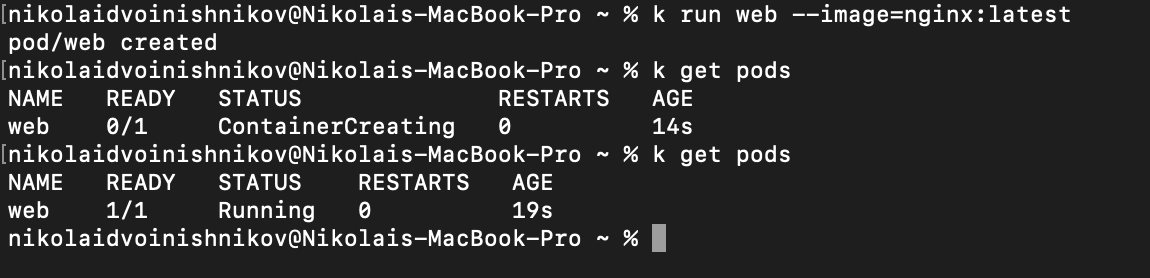 [nikolaidvoinishnikov@Nikolais-MacBook-Pro ~ % k run web --image=nginx:latest
pod/web created
[nikolaidvoinishnikov@Nikolais-MacBook-Pro ~ % k get pods
NAME   READY   STATUS              RESTARTS   AGE
web    0/1     ContainerCreating   0          14s
[nikolaidvoinishnikov@Nikolais-MacBook-Pro ~ % k get pods
NAME   READY   STATUS    RESTARTS   AGE
web    1/1     Running   0          19s
nikolaidvoinishnikov@Nikolais-MacBook-Pro ~ %